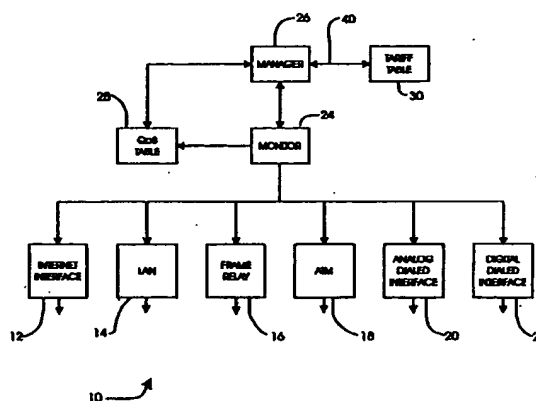 26
40
MANAGER
TARIFF
TABLE
30
28
24
QoS
TABLE
MONITOR
INTERNET
INTERFACE
LAN
FRAME
RELAY
ATM
ANALOG
DIALED
INTERFACE
DIGITAL
DIALED
INTERFACE
12
14
16
18
20
10